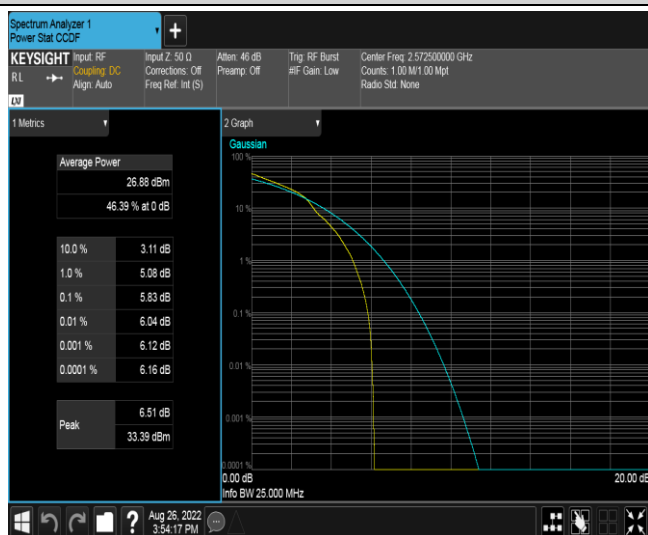 Spectrum Analyzer 1
Power Stat CCDF
KEYSIGHT
RL
Input: RF
Coupling: DC
Align: Auto
Input Z: 50 Ω
Corrections: Off
Freq Ref: Int (S)
Atten: 46 dB
Preamp: Off
Trig: RF Burst
#IF Gain: Low
Center Freq: 2.572500000 GHz
Counts: 1.00 M/1.00 Mpt
Radio Std: None
LXI
1 Metrics
Average Power
26.88 dBm
46.39 % at 0 dB
10.0 % 3.11 dB
1.0 % 5.08 dB
0.1 % 5.83 dB
0.01 % 6.04 dB
0.001 % 6.12 dB
0.0001 % 6.16 dB
Peak
6.51 dB
33.39 dBm
2 Graph
Gaussian
100 %
10 %
1 %
0.1 %
0.01 %
0.001 %
0.0001 %
0.00 dB
20.00 dB
Info BW 25.000 MHz
Aug 26, 2022
3:54:17 PM